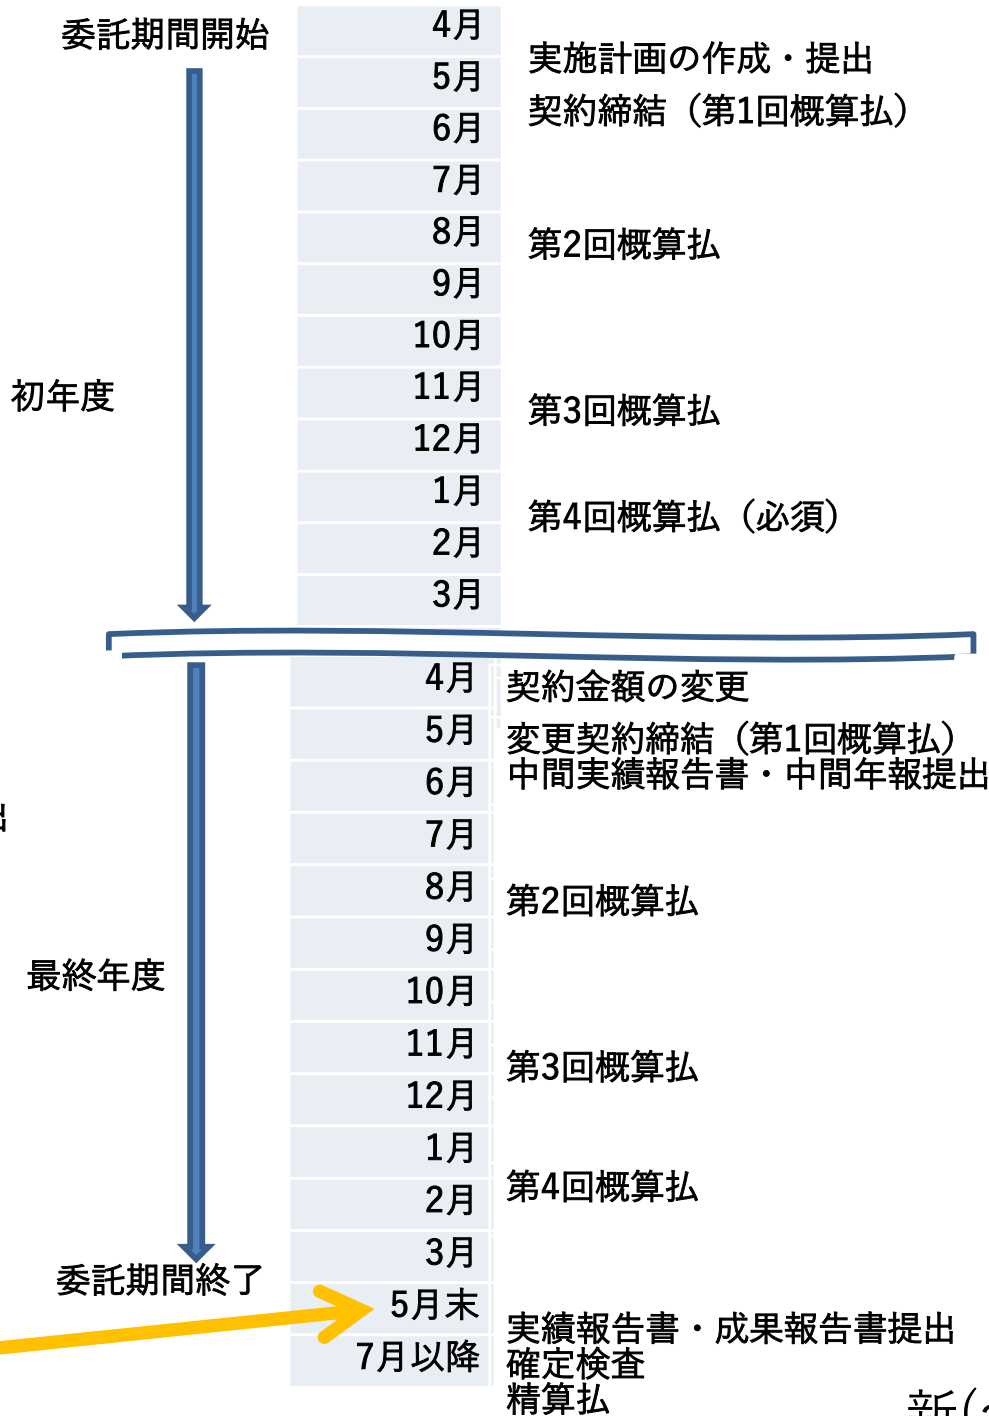 委託期間開始
4月
実施計画の作成・提出
5月
契約締結（第1回概算払）
6月
7月
8月
第2回概算払
9月
10月
初年度
11月
第3回概算払
12月
1月
第4回概算払（必須）
2月
3月
4月
契約金額の変更
5月
変更契約締結（第1回概算払）
6月
中間実績報告書・中間年報提出
7月
8月
第2回概算払
9月
最終年度
10月
11月
第3回概算払
12月
1月
第4回概算払
2月
3月
委託期間終了
5月末
実績報告書・成果報告書提出
7月以降
確定検査
精算払